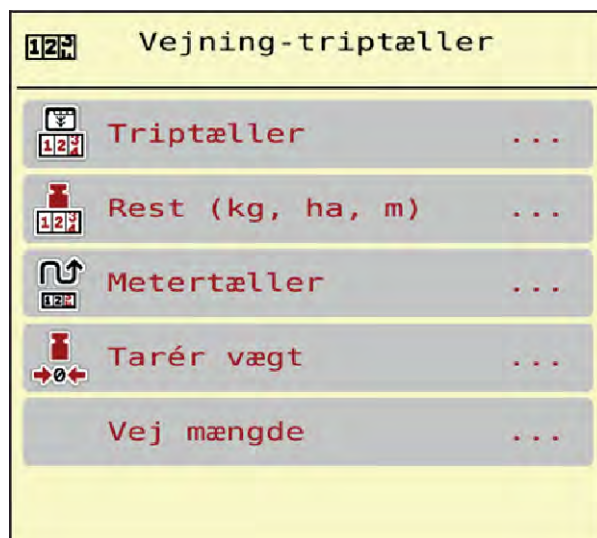 Vejning-triptæller
Triptæller ...
Rest (kg, ha, m) ...
Metertæller ...
Tarér vægt ...
Vej mængde ...